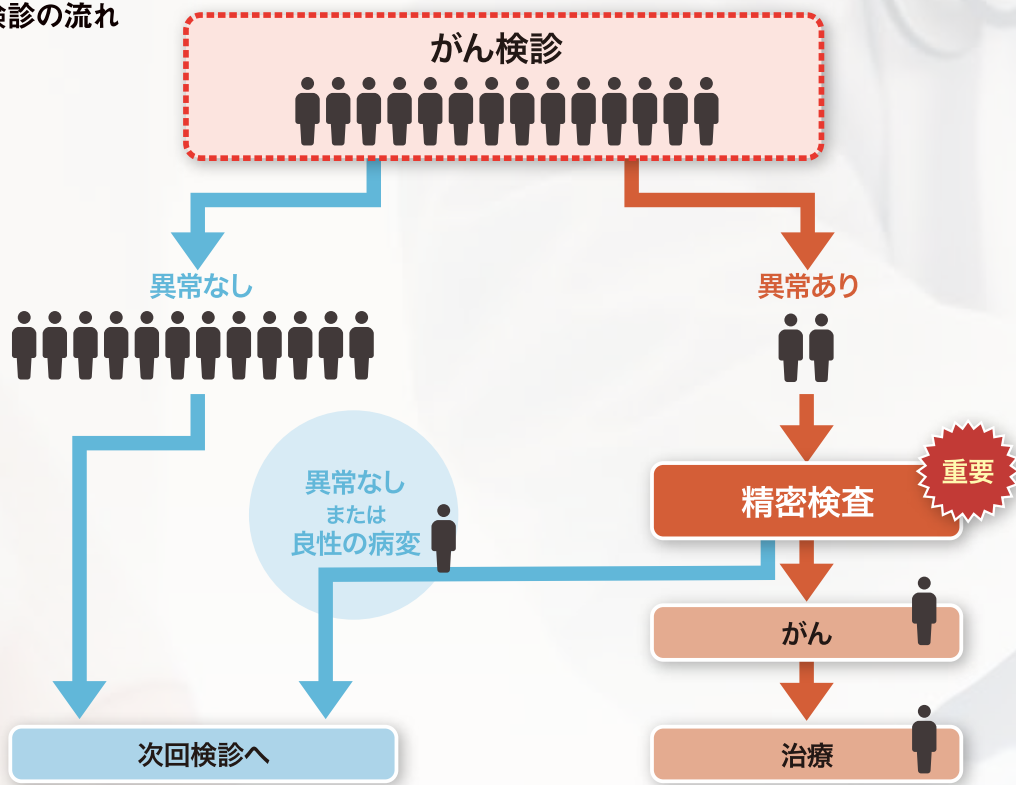 検診の流れ
がん検診
異常なし
異常あり
重要
精密検査
異常なし
または
良性の病変
がん
次回検診へ
治療